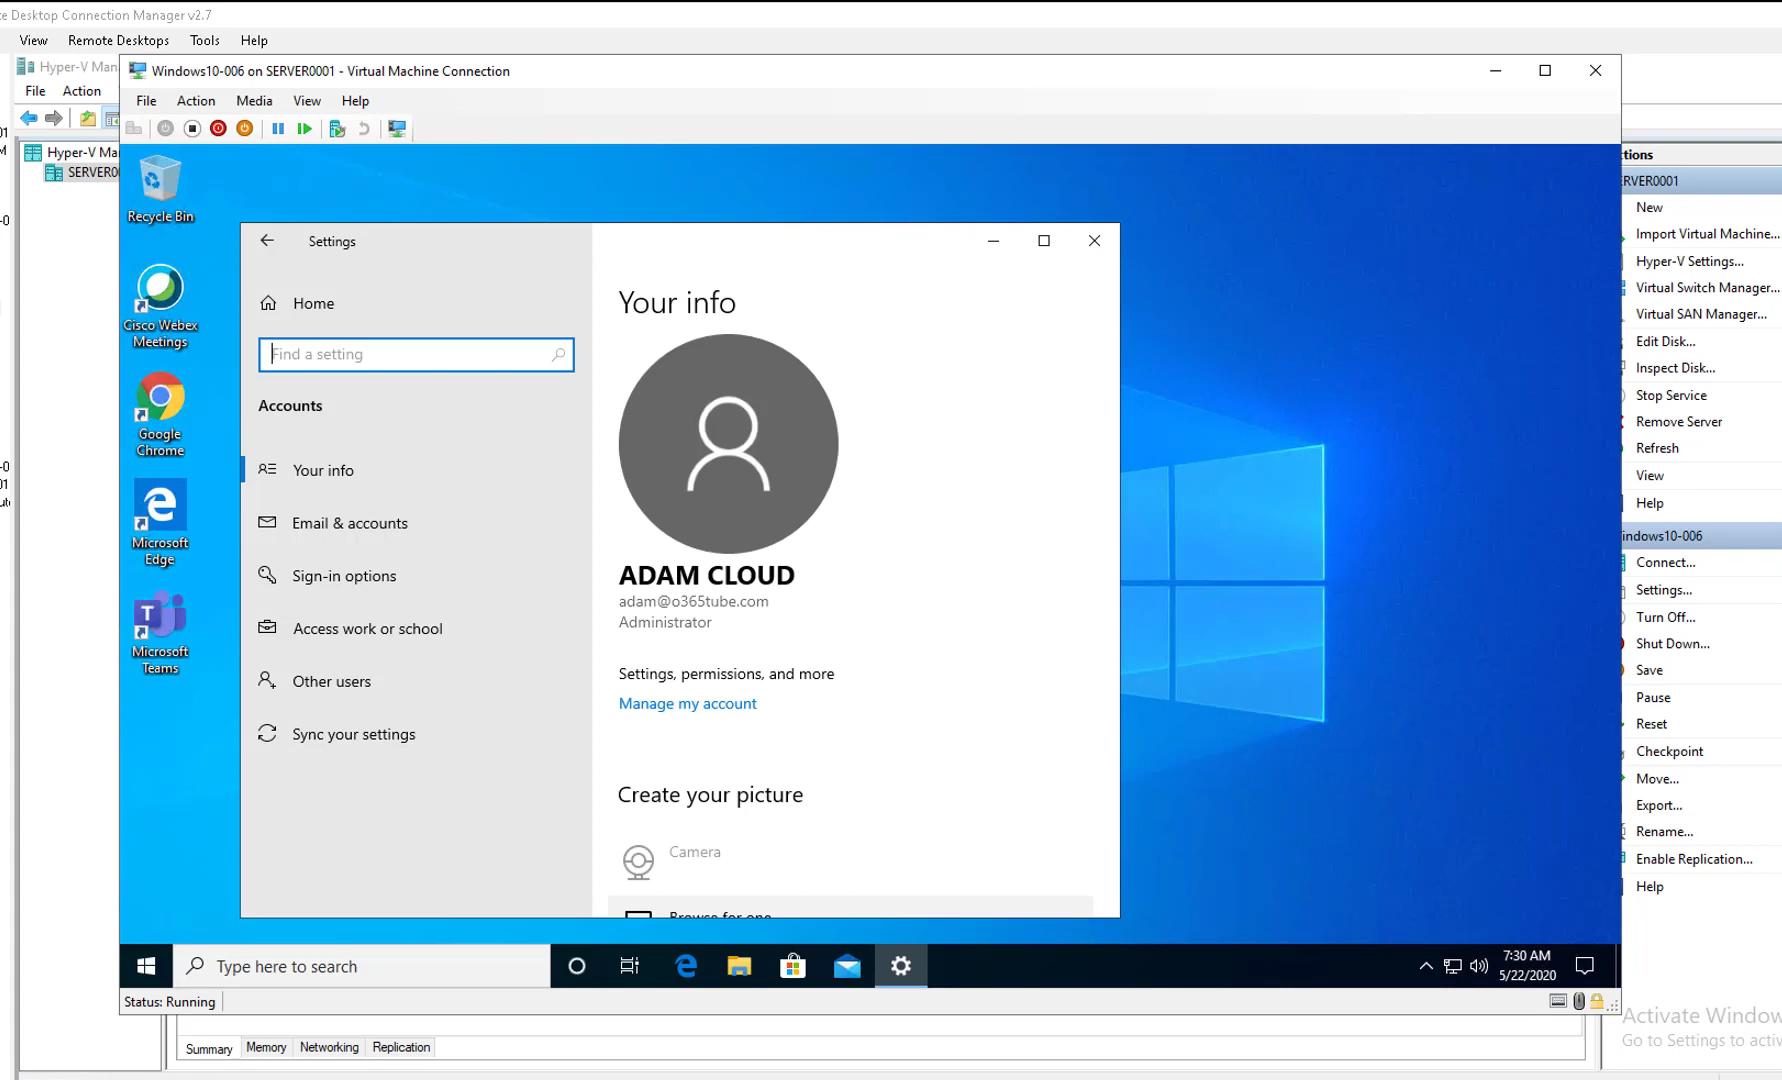 te Desktop Connection Manager v2.7
View Remote Desktops Tools Help
Hyper-V Man
File Action
Hyper-V Ma
SERVER0
Windows10-006 on SERVER0001 - Virtual Machine Connection
File Action Media View Help
Recycle Bin
Cisco Webex
Meetings
Google
Chrome
Microsoft
Edge
Microsoft
Teams
Settings
Home
Find a setting
Accounts
Your info
Email & accounts
Sign-in options
Access work or school
Other users
Sync your settings
Your info
ADAM CLOUD
adam@o365tube.com
Administrator
Settings, permissions, and more
Manage my account
Create your picture
Camera
Browse for one
Type here to search
7:30 AM
5/22/2020
Status: Running
Summary Memory Networking Replication
tions
ERVER0001
New
Import Virtual Machine...
Hyper-V Settings...
Virtual Switch Manager...
Virtual SAN Manager...
Edit Disk...
Inspect Disk...
Stop Service
Remove Server
Refresh
View
Help
indows10-006
Connect...
Settings...
Turn Off...
Shut Down...
Save
Pause
Reset
Checkpoint
Move...
Export...
Rename...
Enable Replication...
Help
Activate Window
Go to Settings to activ